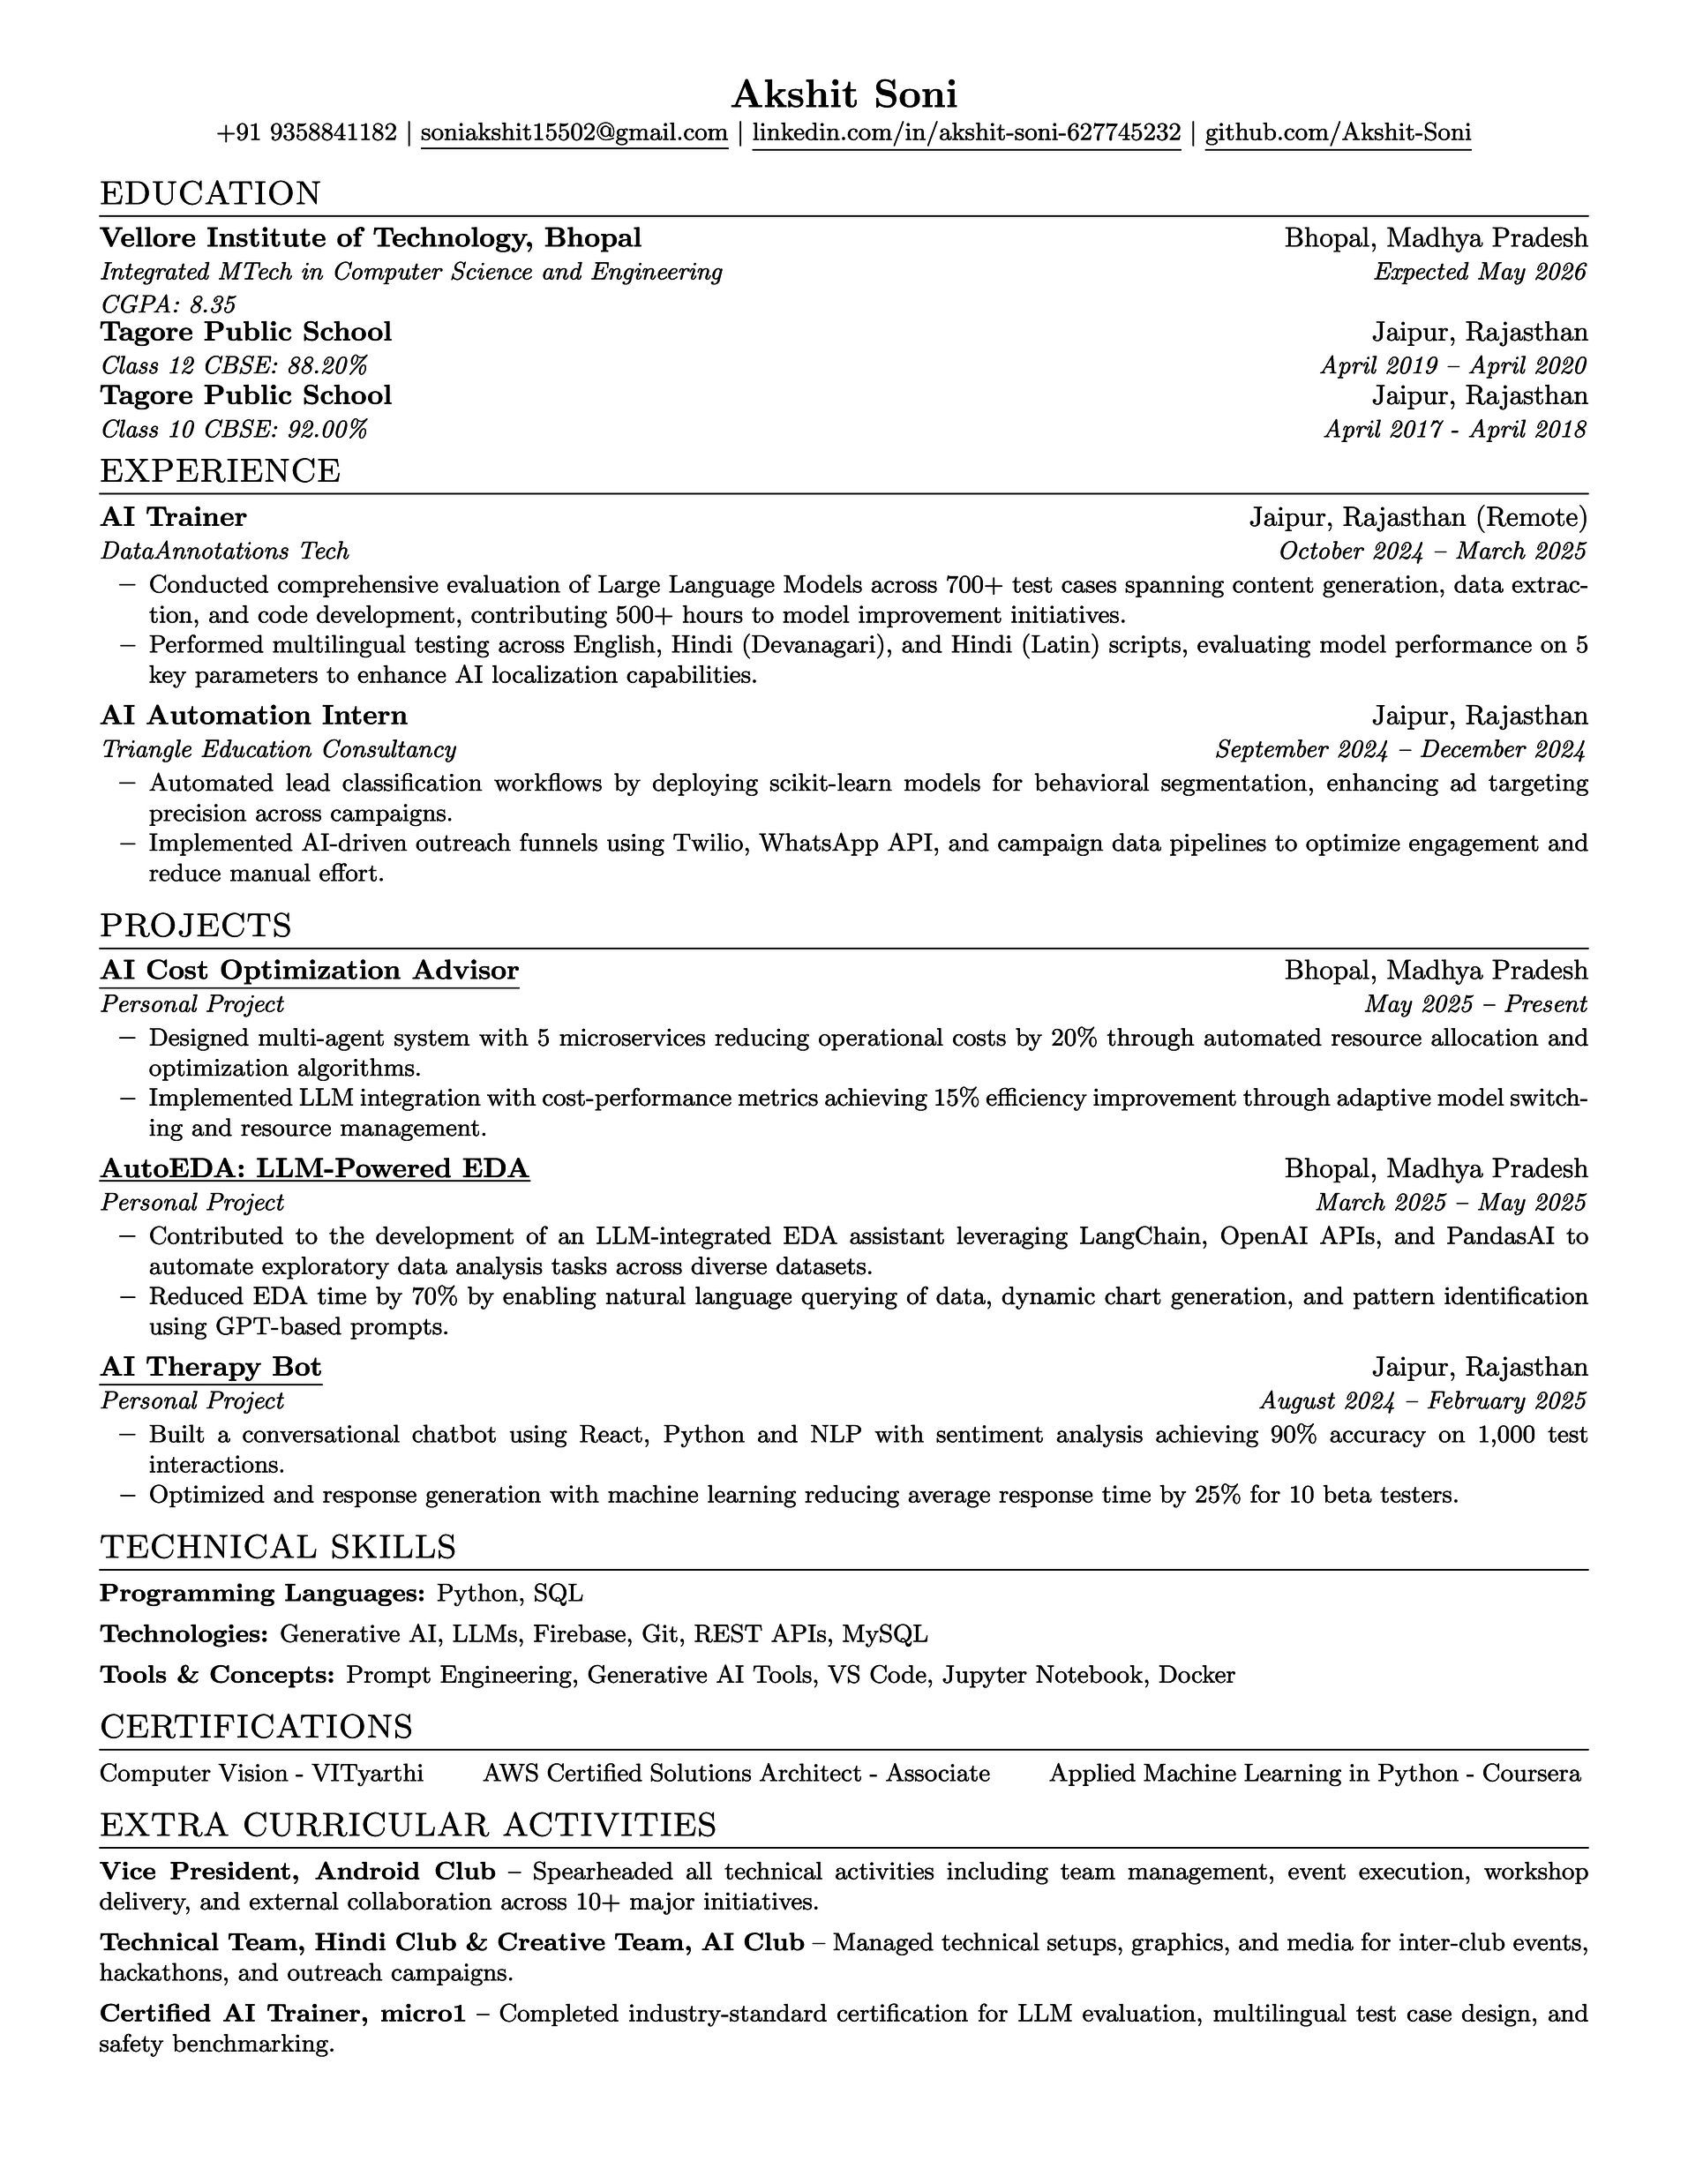 Akshit Soni
+91 9358841182 | soniakshit15502@gmail.com | linkedin.com/in/akshit-soni-627745232 | github.com/Akshit-Soni
EDUCATION
Vellore Institute of Technology, Bhopal Bhopal, Madhya Pradesh
Integrated MTech in Computer Science and Engineering Expected May 2026
CGPA: 8.35
Tagore Public School Jaipur, Rajasthan
Class 12 CBSE: 88.20% April 2019 – April 2020
Tagore Public School Jaipur, Rajasthan
Class 10 CBSE: 92.00% April 2017 - April 2018
EXPERIENCE
AI Trainer Jaipur, Rajasthan (Remote)
DataAnnotations Tech October 2024 – March 2025
– Conducted comprehensive evaluation of Large Language Models across 700+ test cases spanning content generation, data extrac-
tion, and code development, contributing 500+ hours to model improvement initiatives.
– Performed multilingual testing across English, Hindi (Devanagari), and Hindi (Latin) scripts, evaluating model performance on 5
key parameters to enhance AI localization capabilities.
AI Automation Intern Jaipur, Rajasthan
Triangle Education Consultancy September 2024 – December 2024
– Automated lead classification workflows by deploying scikit-learn models for behavioral segmentation, enhancing ad targeting
precision across campaigns.
– Implemented AI-driven outreach funnels using Twilio, WhatsApp API, and campaign data pipelines to optimize engagement and
reduce manual effort.
PROJECTS
AI Cost Optimization Advisor Bhopal, Madhya Pradesh
Personal Project May 2025 – Present
– Designed multi-agent system with 5 microservices reducing operational costs by 20% through automated resource allocation and
optimization algorithms.
– Implemented LLM integration with cost-performance metrics achieving 15% efficiency improvement through adaptive model switch-
ing and resource management.
AutoEDA: LLM-Powered EDA Bhopal, Madhya Pradesh
Personal Project March 2025 – May 2025
– Contributed to the development of an LLM-integrated EDA assistant leveraging LangChain, OpenAI APIs, and PandasAI to
automate exploratory data analysis tasks across diverse datasets.
– Reduced EDA time by 70% by enabling natural language querying of data, dynamic chart generation, and pattern identification
using GPT-based prompts.
AI Therapy Bot Jaipur, Rajasthan
Personal Project August 2024 – February 2025
– Built a conversational chatbot using React, Python and NLP with sentiment analysis achieving 90% accuracy on 1,000 test
interactions.
– Optimized and response generation with machine learning reducing average response time by 25% for 10 beta testers.
TECHNICAL SKILLS
Programming Languages: Python, SQL
Technologies: Generative AI, LLMs, Firebase, Git, REST APIs, MySQL
Tools & Concepts: Prompt Engineering, Generative AI Tools, VS Code, Jupyter Notebook, Docker
CERTIFICATIONS
Computer Vision - VITyarthi AWS Certified Solutions Architect - Associate Applied Machine Learning in Python - Coursera
EXTRA CURRICULAR ACTIVITIES
Vice President, Android Club – Spearheaded all technical activities including team management, event execution, workshop
delivery, and external collaboration across 10+ major initiatives.
Technical Team, Hindi Club & Creative Team, AI Club – Managed technical setups, graphics, and media for inter-club events,
hackathons, and outreach campaigns.
Certified AI Trainer, micro1 – Completed industry-standard certification for LLM evaluation, multilingual test case design, and
safety benchmarking.